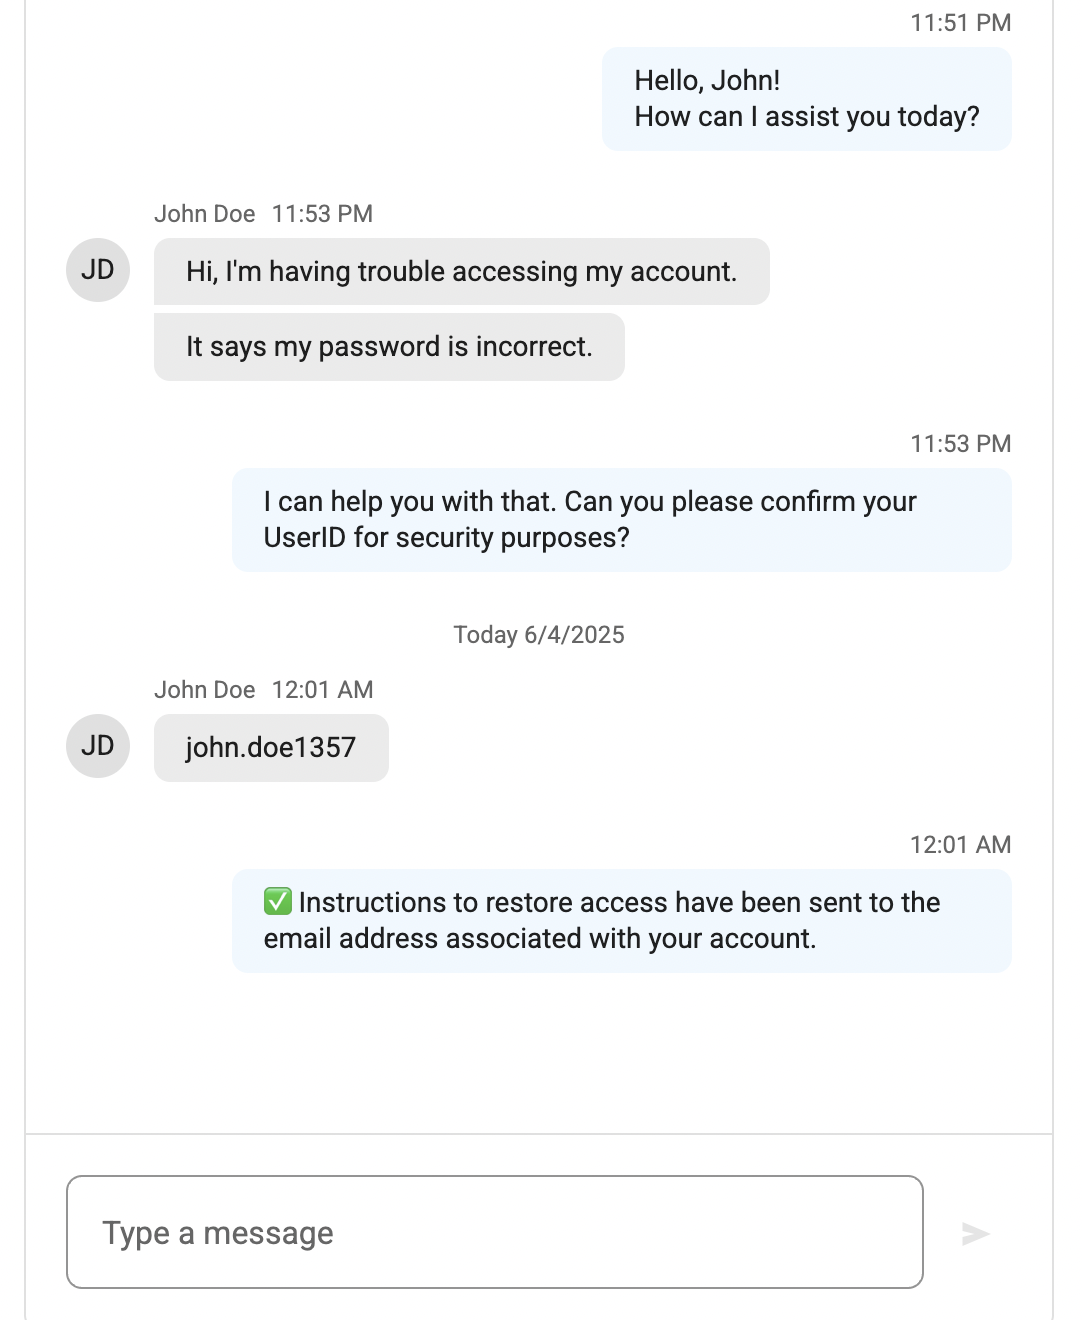 11:51 PM
Hello, John!
How can I assist you today?
John Doe 11:53 PM
JD
Hi, I'm having trouble accessing my account.
It says my password is incorrect.
11:53 PM
I can help you with that. Can you please confirm your
UserID for security purposes?
Today 6/4/2025
John Doe 12:01 AM
JD
john.doe1357
12:01 AM
✅ Instructions to restore access have been sent to the
email address associated with your account.
Type a message